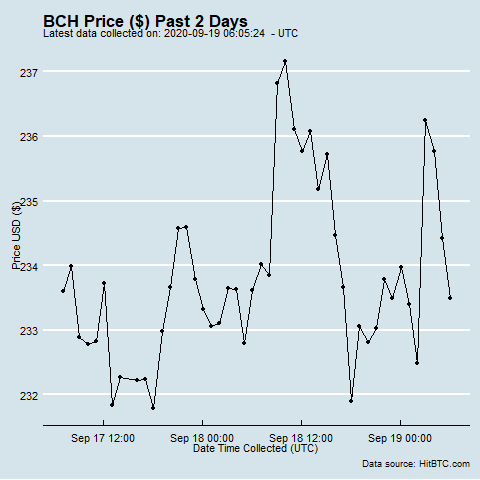 BCH Price ($) Past 2 Days
Latest data collected on: 2020-09-19 06:05:24  - UTC
237
236
235
234
233
232
Price USD ($)
Sep 17 12:00 Sep 18 00:00 Sep 18 12:00 Sep 19 00:00
Date Time Collected (UTC)
Data source: HitBTC.com